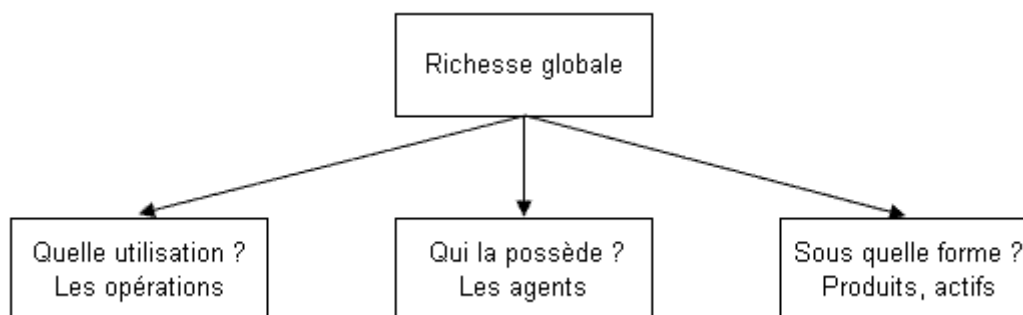 Richesse globale
Quelle utilisation ?
Les opérations
Qui la possède ?
Les agents
Sous quelle forme ?
Produits, actifs